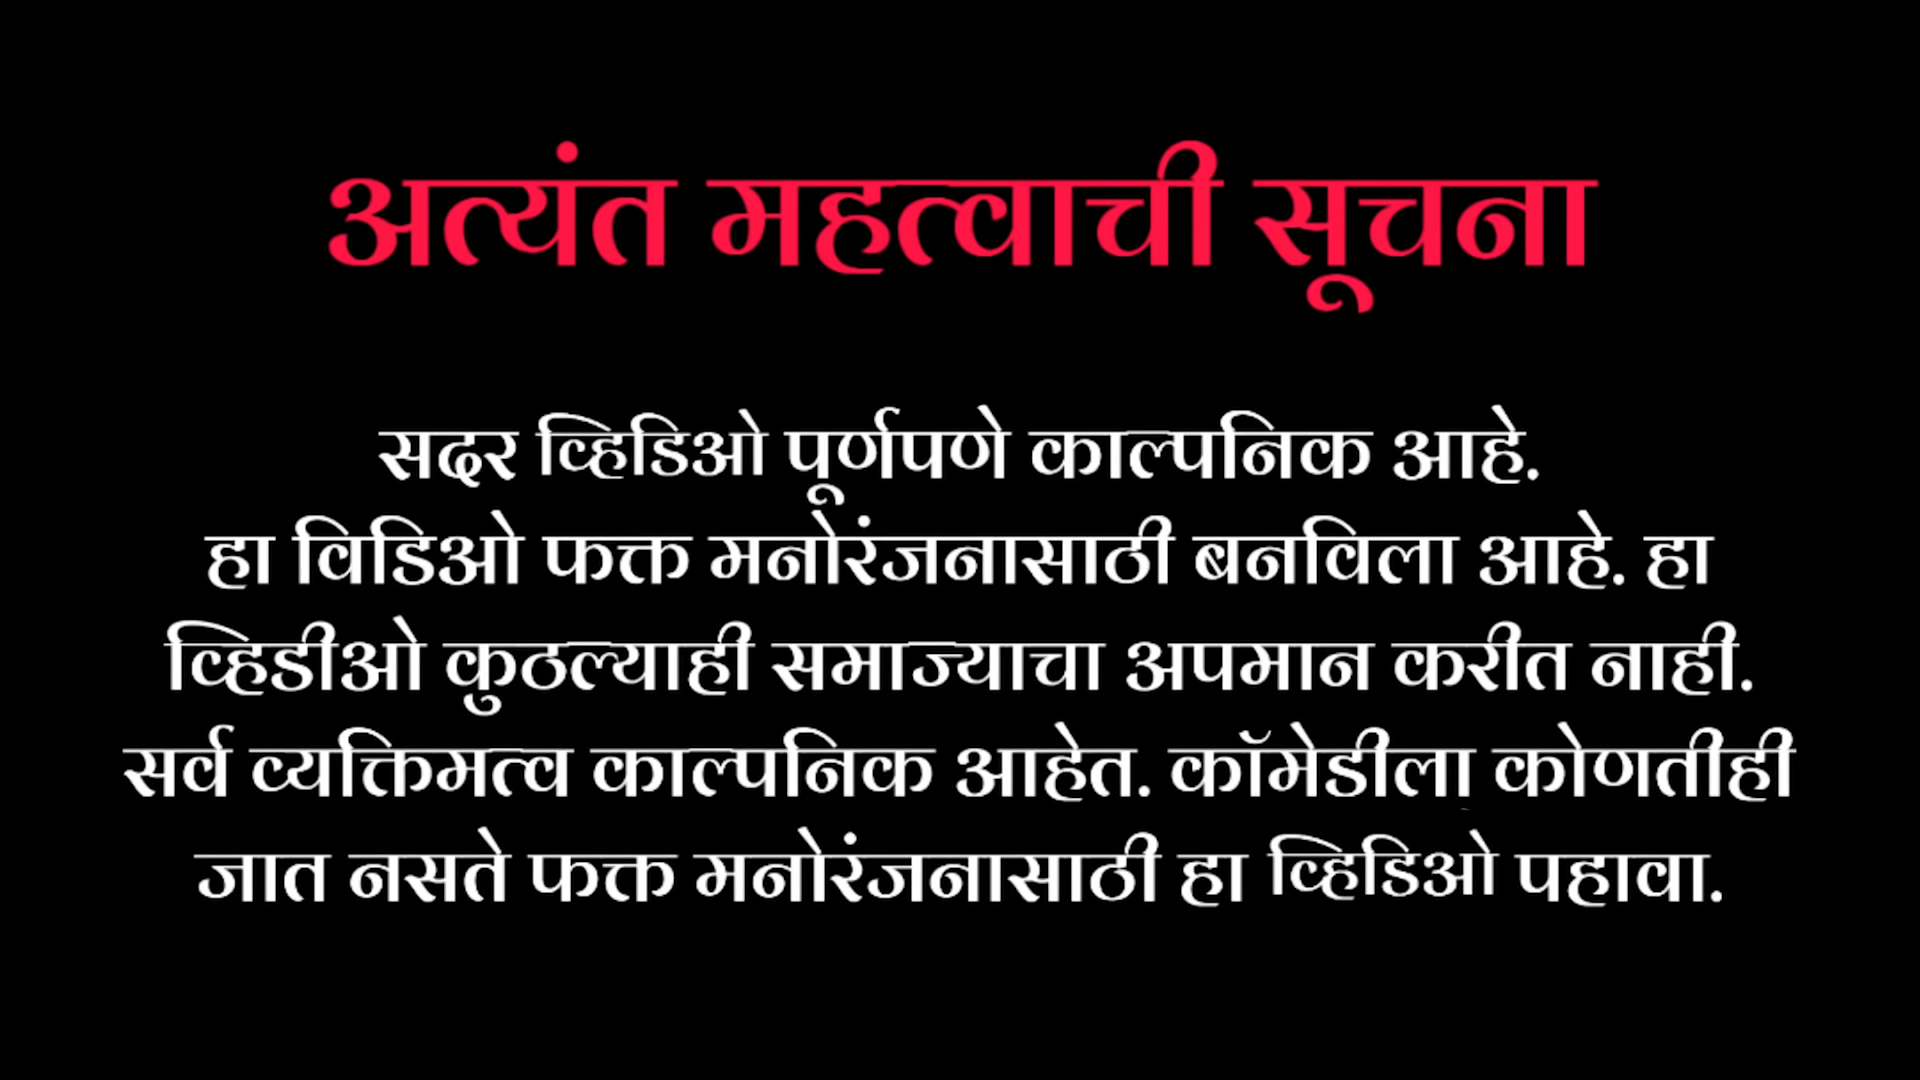 अत्यंत महत्वाची सूचना
सदर व्हिडिओ पूर्णपणे काल्पनिक आहे.
हा विडिओ फक्त मनोरंजनासाठी बनविला आहे. हा
व्हिडीओ कुठल्याही समाज्याचा अपमान करीत नाही.
सर्व व्यक्तिमत्व काल्पनिक आहेत. कॉमेडीला कोणतीही
जात नसते फक्त मनोरंजनासाठी हा व्हिडिओ पहावा.